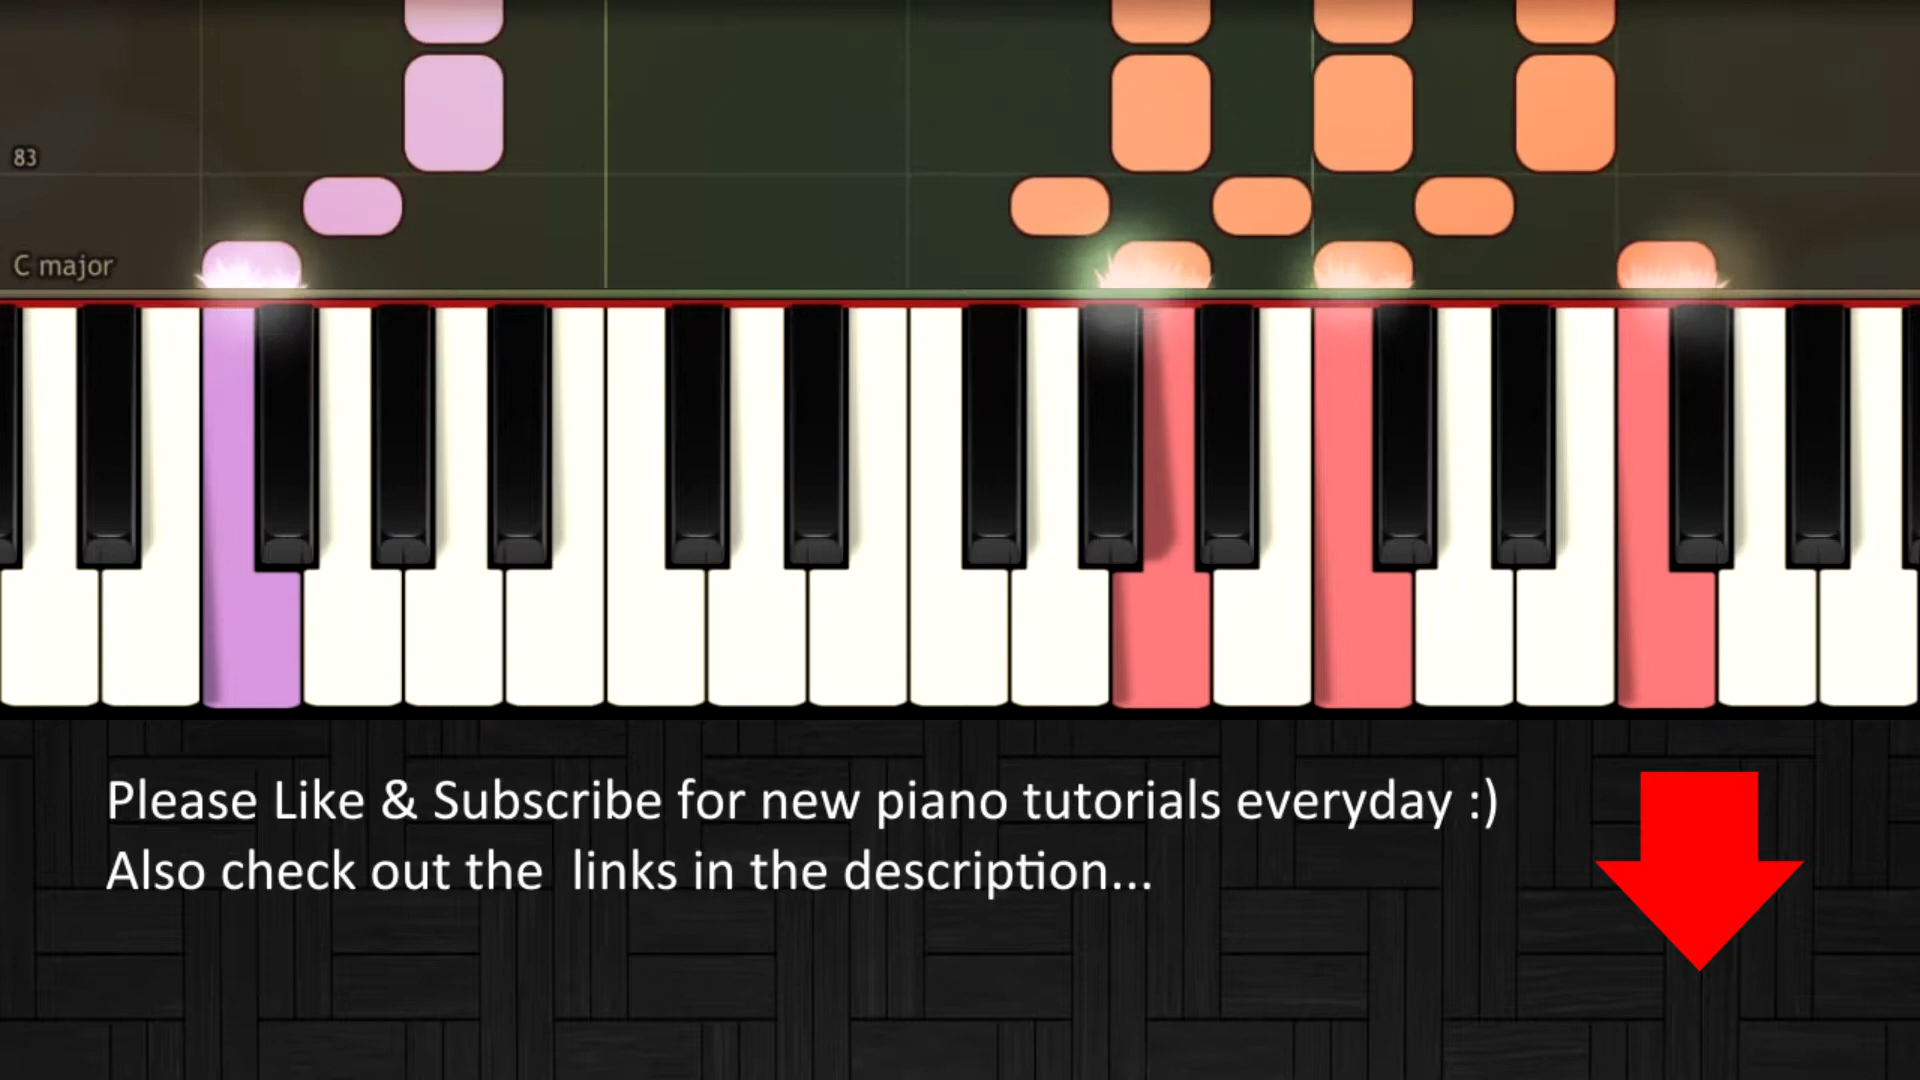 83
C major
Please Like & Subscribe for new piano tutorials everyday :)
Also check out the  links in the description...